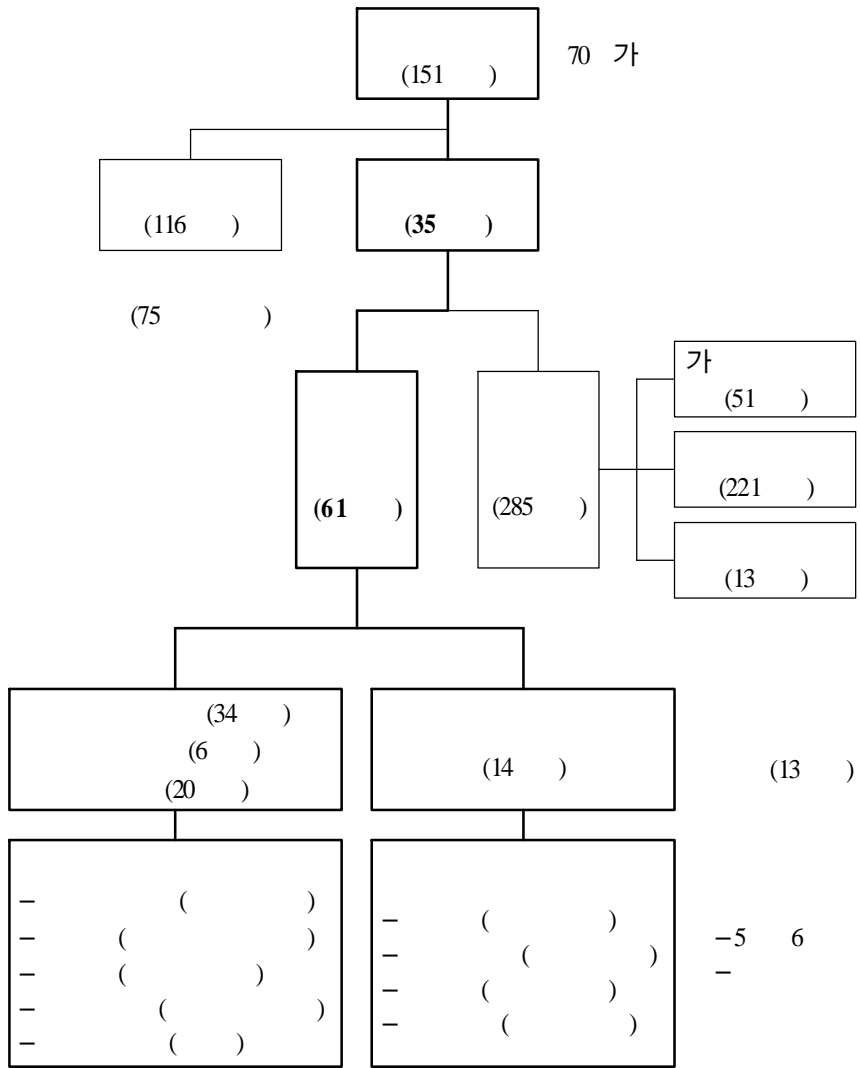 (151 ) 70 가
(116 )
(35 )
(75 )
(61 )
(285 )
가
(51 )
(221 )
(13 )
(34 )
(6 )
(20 )
(14 )
(13 )
– ( )
– ( )
– ( )
– ( )
– ( )
– ( )
– ( )
– ( )
– ( )
–5 6
–